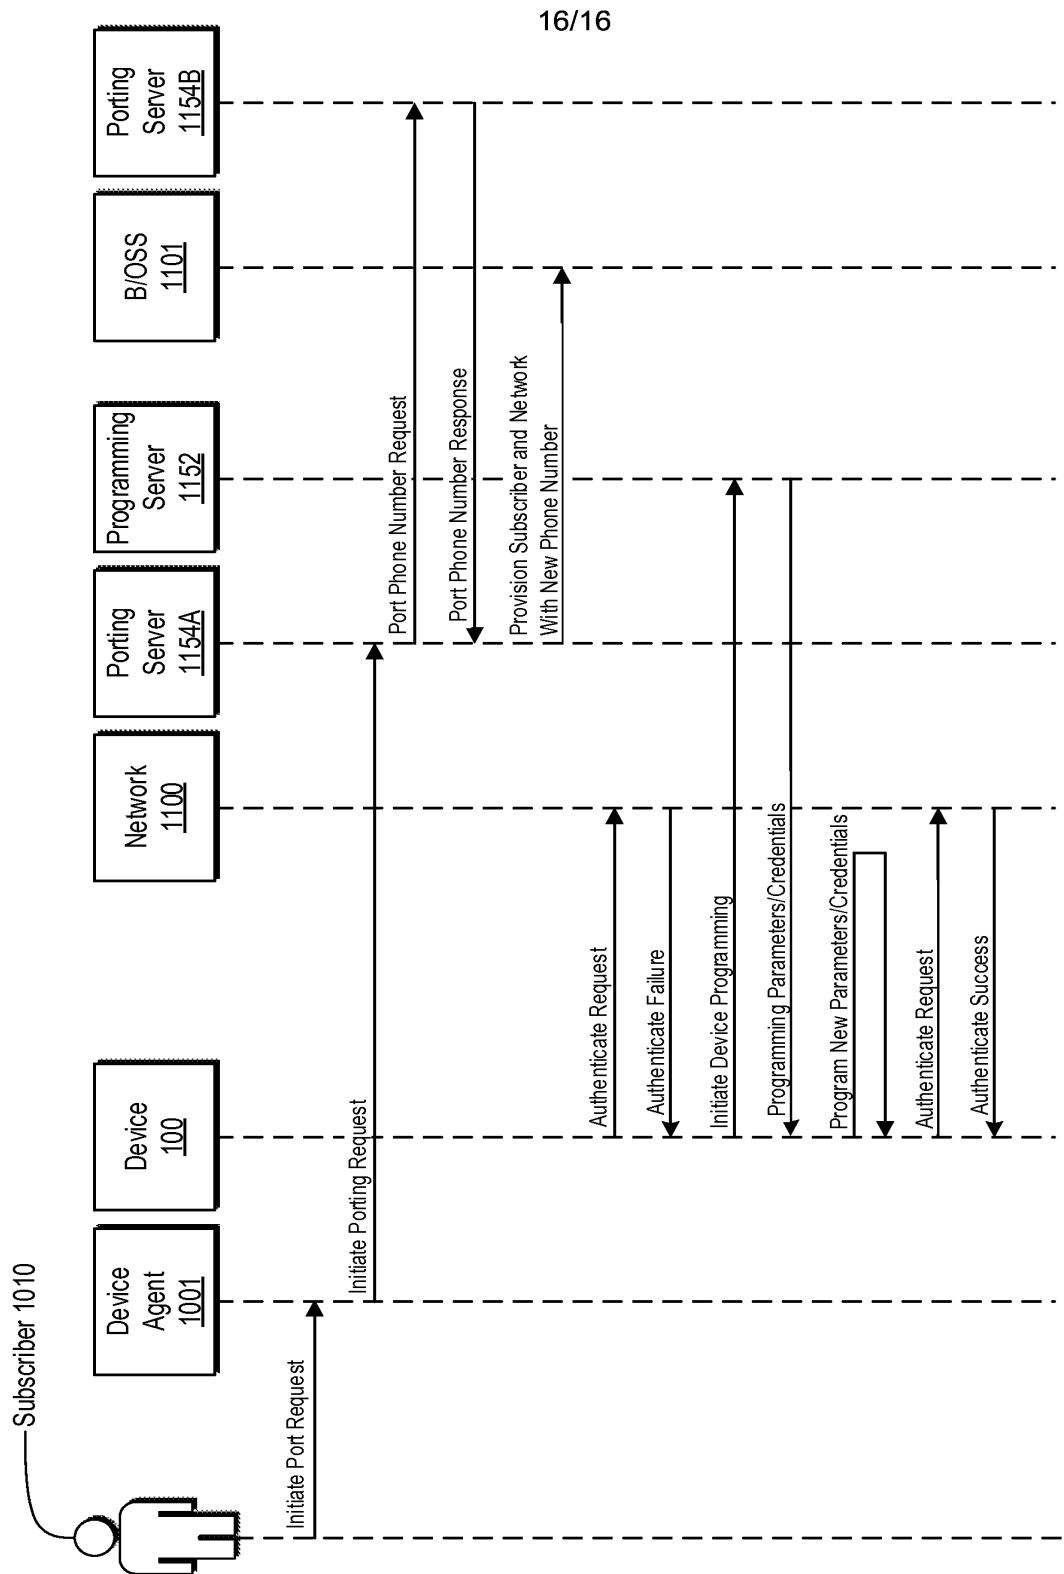 16/16
Subscriber 1010
Device
Agent
1001
Device
100
Network
1100
Porting
Server
1154A
Programming
Server
1152
B/OSS
1101
Porting
Server
1154B
Initiate Port Request
Initiate Porting Request
Port Phone Number Request
Port Phone Number Response
Provision Subscriber and Network
With New Phone Number
Authenticate Request
Authenticate Failure
Initiate Device Programming
Programming Parameters/Credentials
Program New Parameters/Credentials
Authenticate Request
Authenticate Success